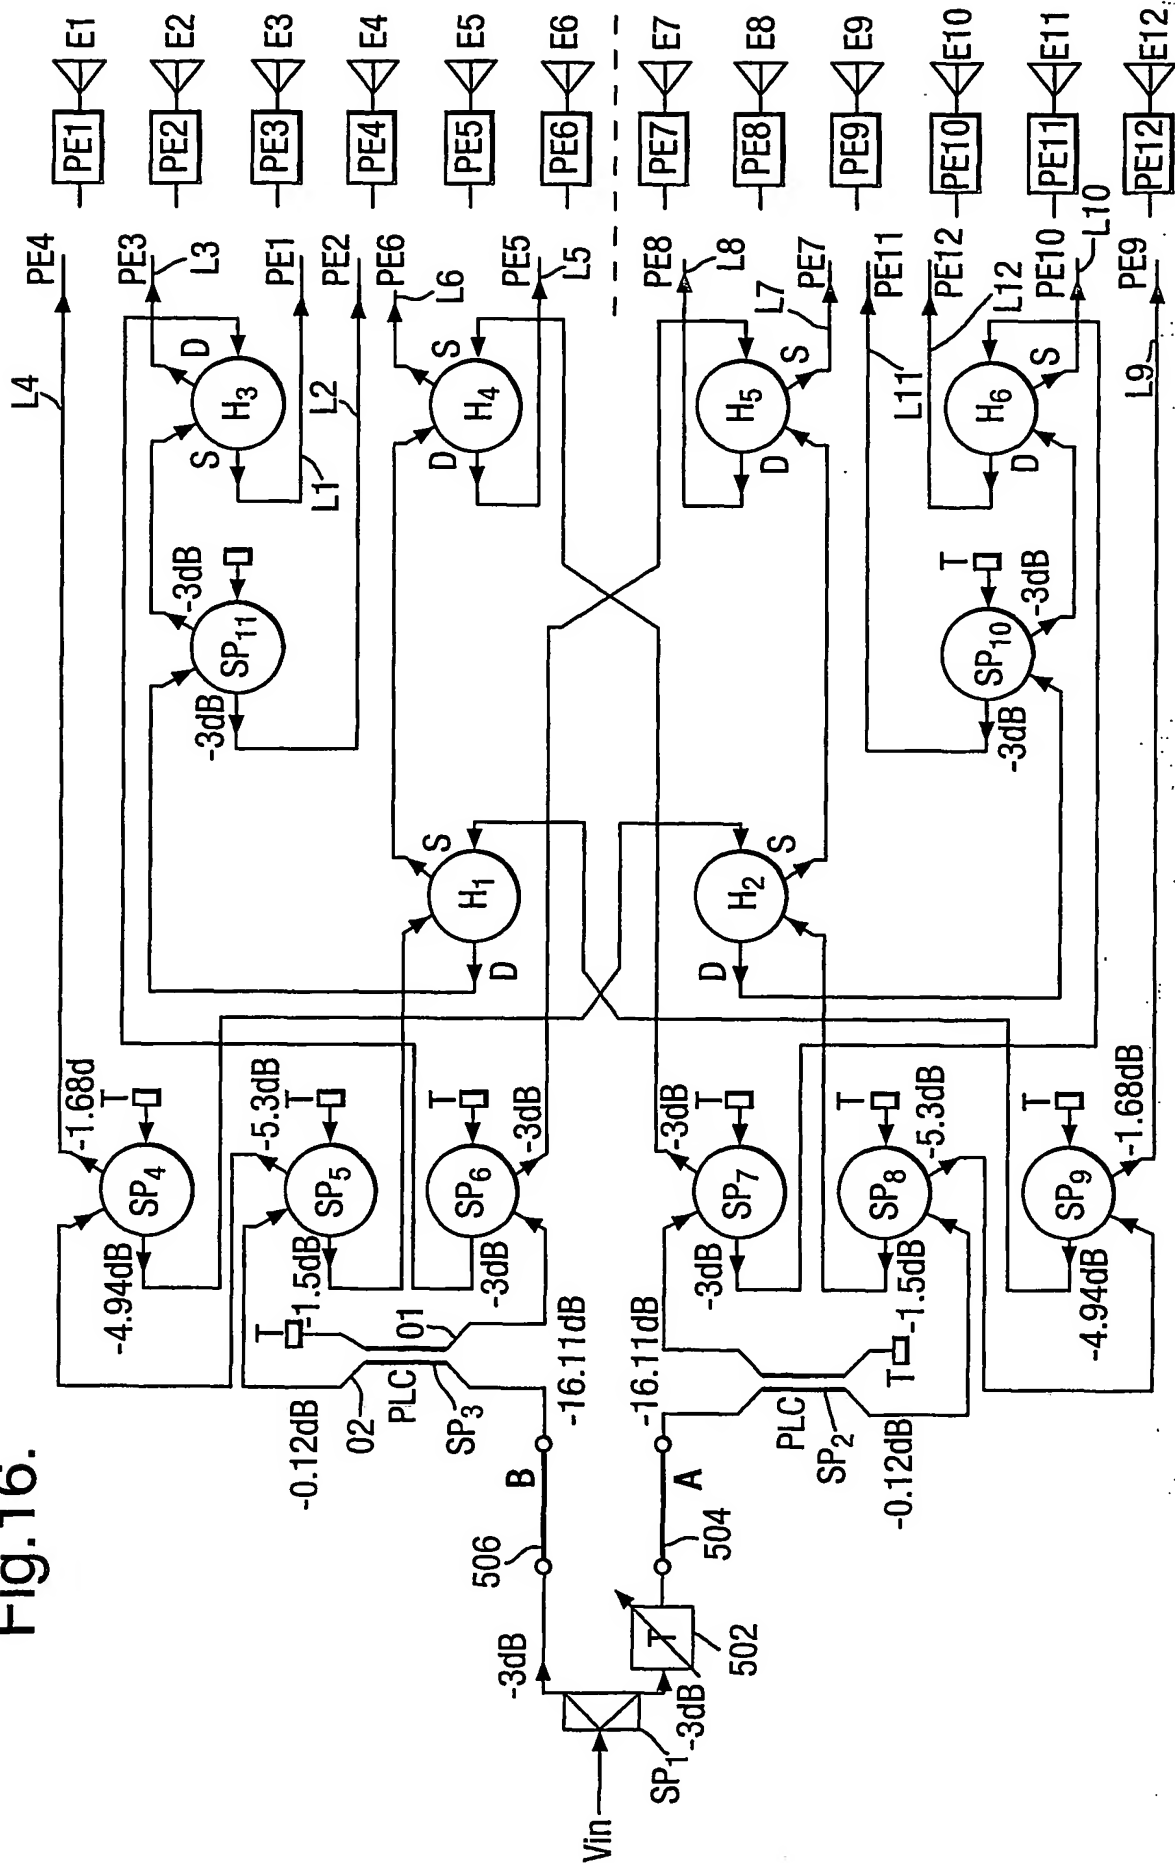 Fig.16.
Vin
SP1
-3dB
-3dB
T
502
504
506
A
B
-16.11dB
-16.11dB
PLC
SP3
O1
O2
T
-0.12dB
PLC
SP2
T
-0.12dB
SP4
-4.94dB
-1.68d
T
SP5
-1.5dB
-5.3dB
T
SP6
-3dB
-3dB
T
SP7
-3dB
-3dB
T
SP8
-1.5dB
-5.3dB
T
SP9
-4.94dB
-1.68dB
T
H1
S
D
H2
S
D
SP11
-3dB
-3dB
SP10
-3dB
-3dB
T
H3
S
D
H4
S
D
H5
S
D
H6
S
D
L4
PE4
PE3
L3
PE1
L1
PE2
L2
PE6
L6
PE5
L5
PE8
L8
PE7
L7
PE11
L11
PE12
L12
PE10
L10
PE9
L9
PE1 E1
PE2 E2
PE3 E3
PE4 E4
PE5 E5
PE6 E6
PE7 E7
PE8 E8
PE9 E9
PE10 E10
PE11 E11
PE12 E12